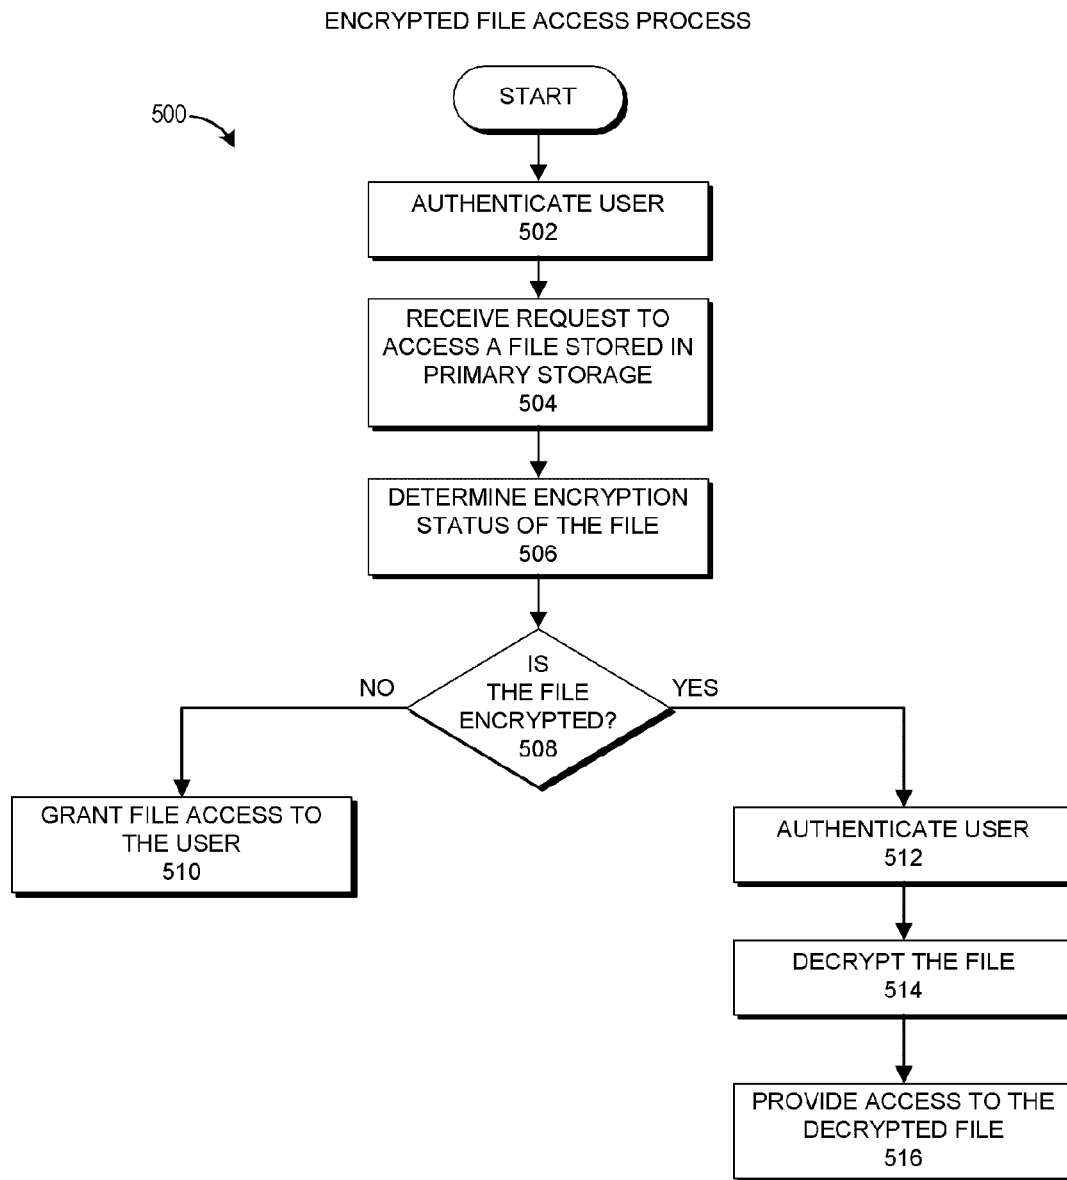 ENCRYPTED FILE ACCESS PROCESS
START
500
AUTHENTICATE USER
502
RECEIVE REQUEST TO
ACCESS A FILE STORED IN
PRIMARY STORAGE
504
DETERMINE ENCRYPTION
STATUS OF THE FILE
506
IS
THE FILE
ENCRYPTED?
508
NO
YES
GRANT FILE ACCESS TO
THE USER
510
AUTHENTICATE USER
512
DECRYPT THE FILE
514
PROVIDE ACCESS TO THE
DECRYPTED FILE
516